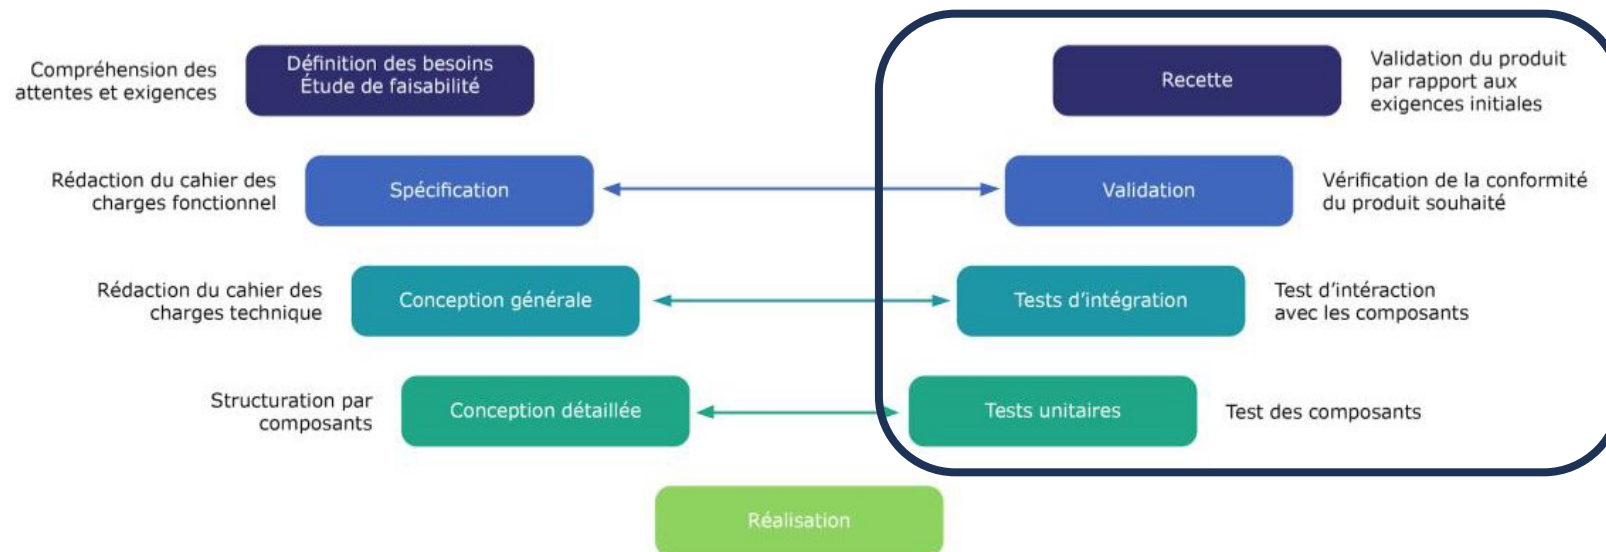 Compréhension des
attentes et exigences
Définition des besoins
Étude de faisabilité
Recette
Validation du produit
par rapport aux
exigences initiales
Rédaction du cahier des
charges fonctionnel
Spécification
Validation
Vérification de la conformité
du produit souhaité
Rédaction du cahier des
charges technique
Conception générale
Tests d’intégration
Test d’intéraction
avec les composants
Structuration par
composants
Conception détaillée
Tests unitaires
Test des composants
Réalisation